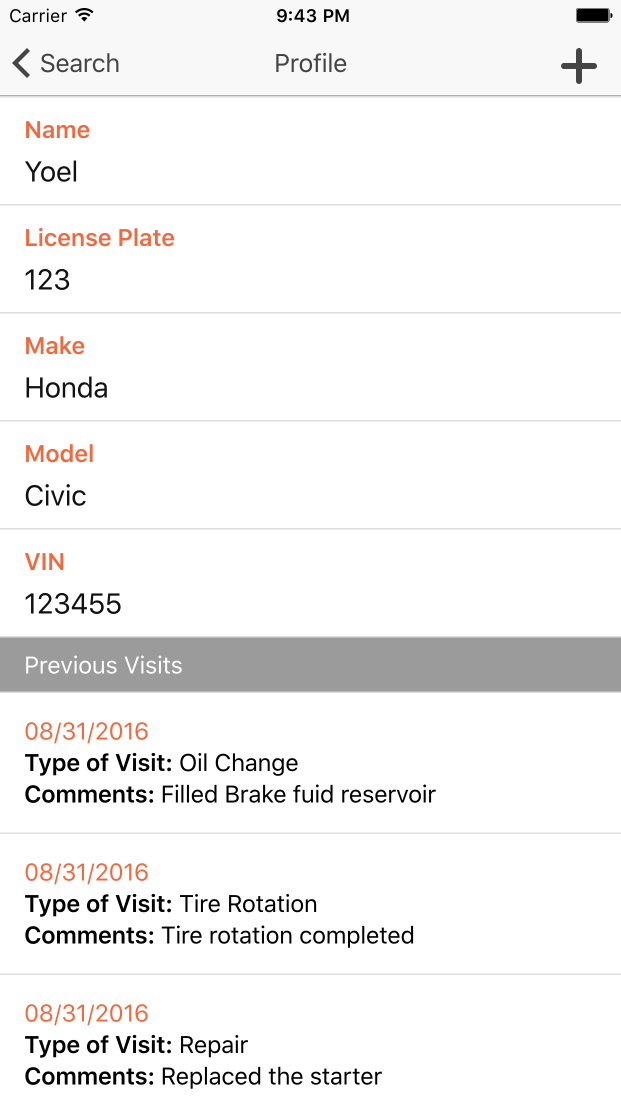 Carrier 9:43 PM
Search Profile
Name
Yoel
License Plate
123
Make
Honda
Model
Civic
VIN
123455
Previous Visits
08/31/2016
Type of Visit: Oil Change
Comments: Filled Brake fuid reservoir
08/31/2016
Type of Visit: Tire Rotation
Comments: Tire rotation completed
08/31/2016
Type of Visit: Repair
Comments: Replaced the starter